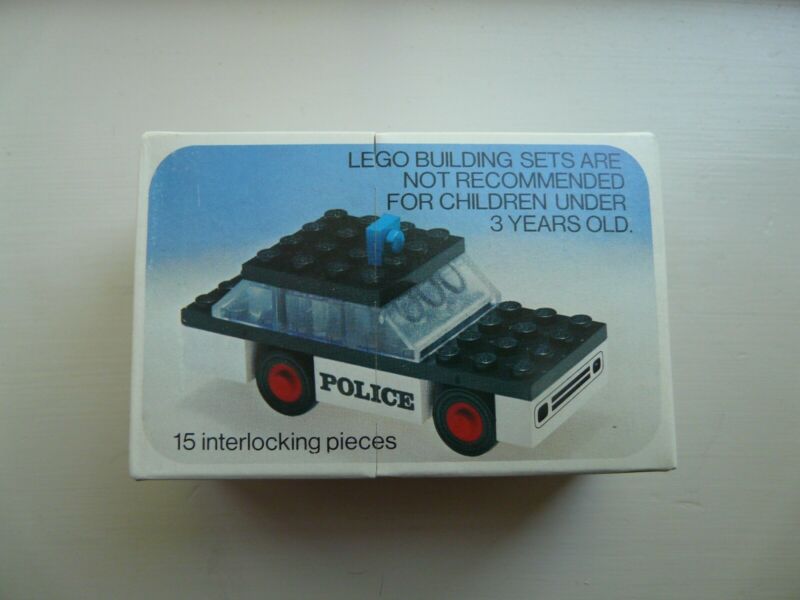 LEGO BUILDING SETS ARE
NOT RECOMMENDED
FOR CHILDREN UNDER
3 YEARS OLD.
POLICE
15 interlocking pieces